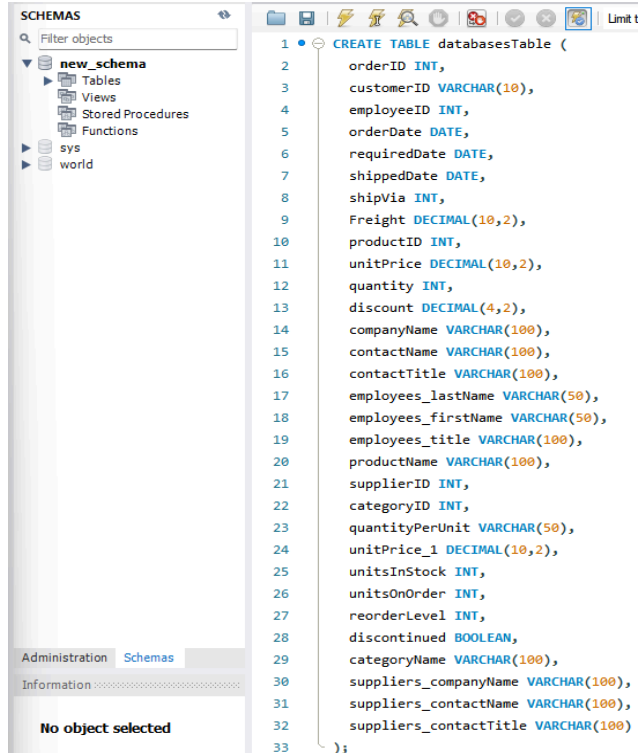 SCHEMAS
Filter objects
new_schema
Tables
Views
Stored Procedures
Functions
sys
world
Administration Schemas
Information
No object selected
Limit t
1 CREATE TABLE databasesTable (
2 orderID INT,
3 customerID VARCHAR(10),
4 employeeID INT,
5 orderDate DATE,
6 requiredDate DATE,
7 shippedDate DATE,
8 shipVia INT,
9 Freight DECIMAL(10,2),
10 productID INT,
11 unitPrice DECIMAL(10,2),
12 quantity INT,
13 discount DECIMAL(4,2),
14 companyName VARCHAR(100),
15 contactName VARCHAR(100),
16 contactTitle VARCHAR(100),
17 employees_lastName VARCHAR(50),
18 employees_firstName VARCHAR(50),
19 employees_title VARCHAR(100),
20 productName VARCHAR(100),
21 supplierID INT,
22 categoryID INT,
23 quantityPerUnit VARCHAR(50),
24 unitPrice_1 DECIMAL(10,2),
25 unitsInStock INT,
26 unitsOnOrder INT,
27 reorderLevel INT,
28 discontinued BOOLEAN,
29 categoryName VARCHAR(100),
30 suppliers_companyName VARCHAR(100),
31 suppliers_contactName VARCHAR(100),
32 suppliers_contactTitle VARCHAR(100)
33 );